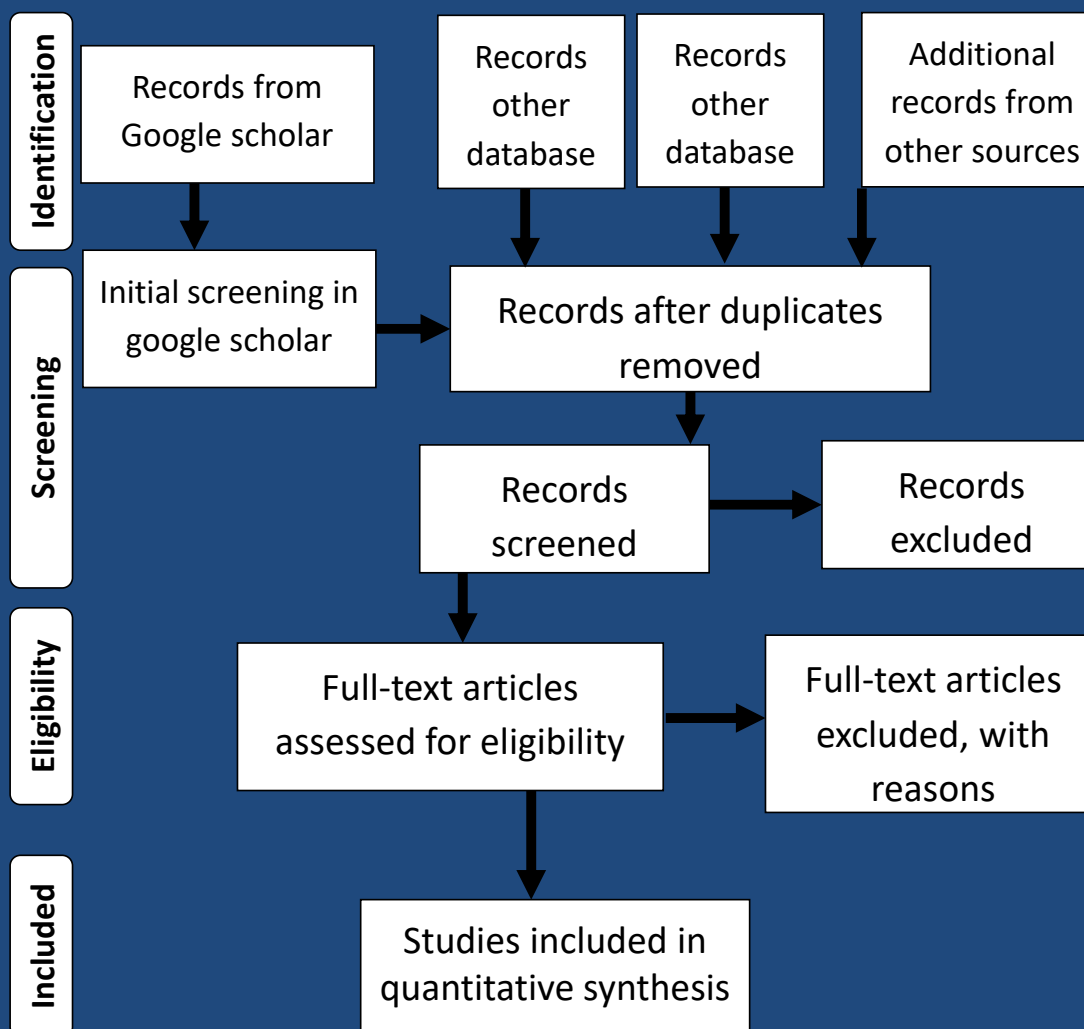 Identification
Records from
Google scholar
Records
other
database
Records
other
database
Additional
records from
other sources
Screening
Initial screening in
google scholar
Records after duplicates
removed
Records
screened
Records
excluded
Eligibility
Full-text articles
assessed for eligibility
Full-text articles
excluded, with
reasons
Included
Studies included in
quantitative synthesis